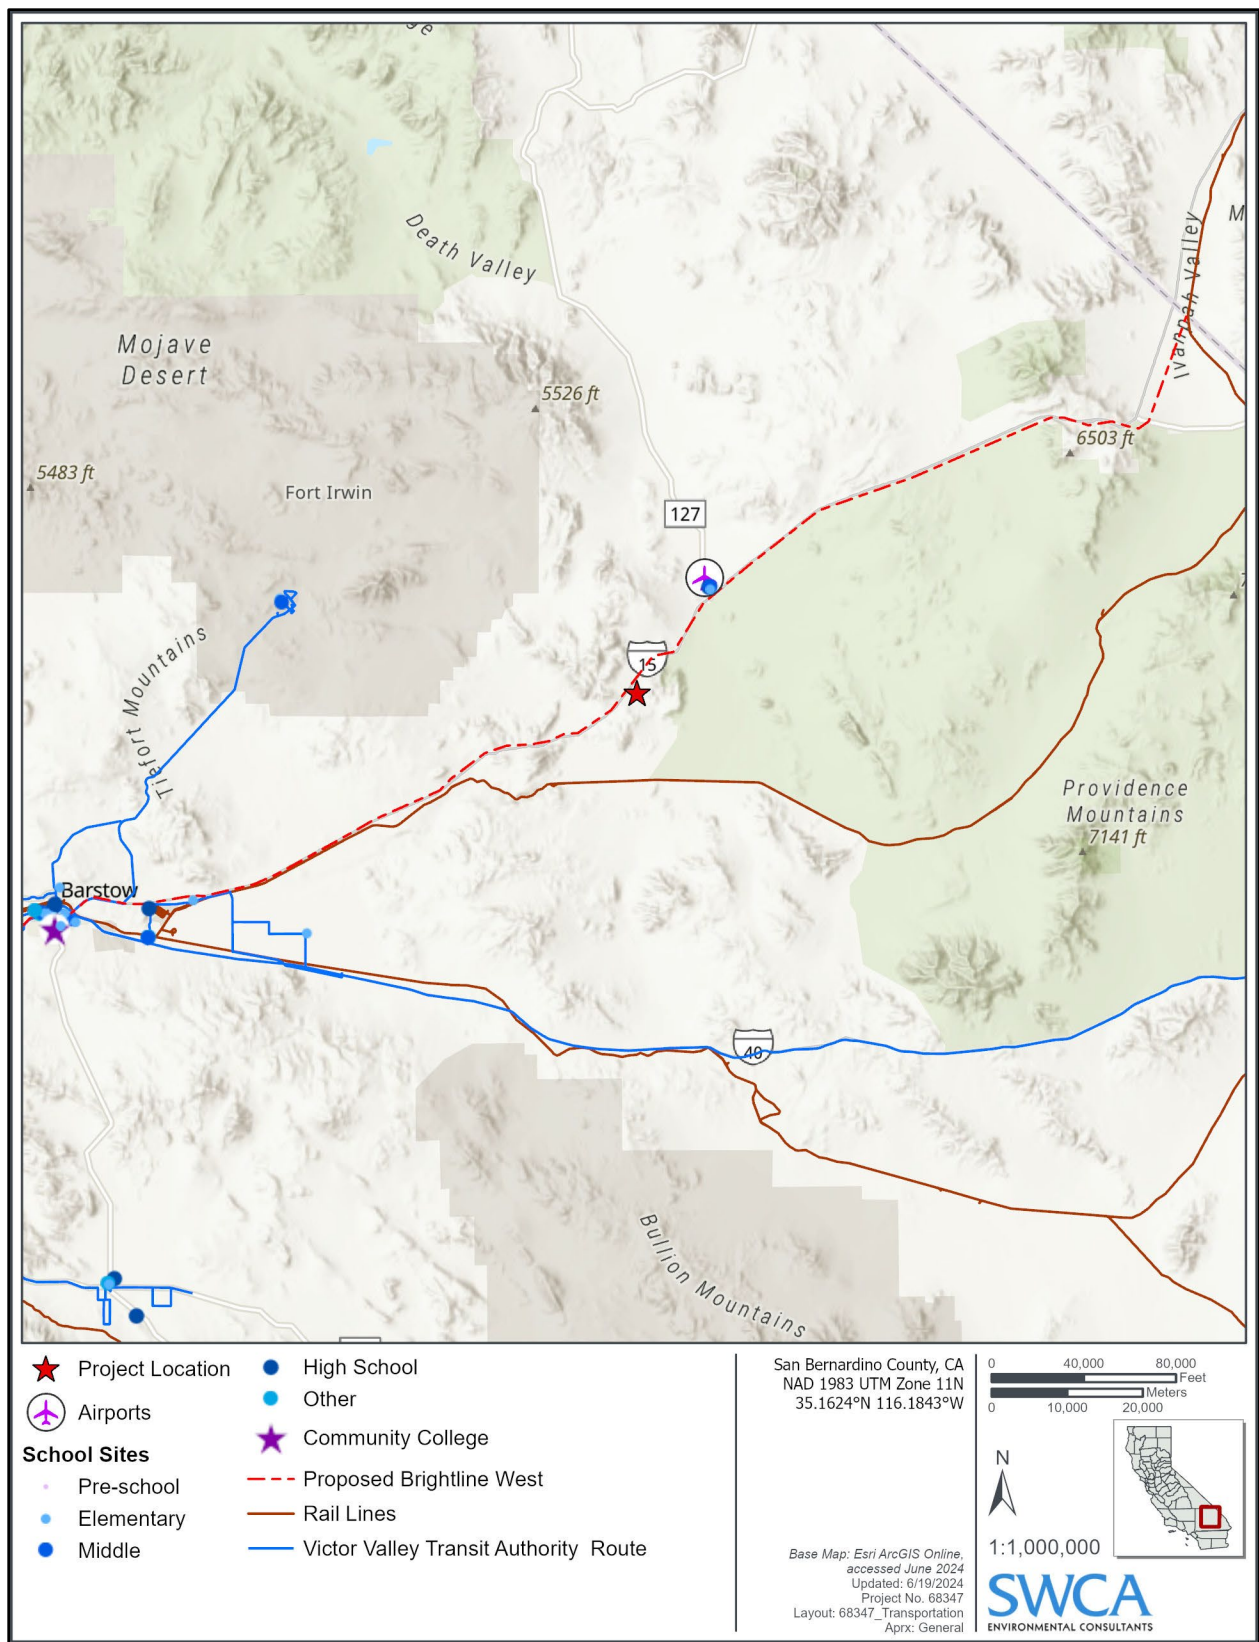 ge
Death Valley
Mojave
Desert
Ivanpah Valley
M
5526 ft
6503 ft
5483 ft
Fort Irwin
127
15
7
Tiefort Mountains
Providence
Mountains
7141 ft
Barstow
40
Bullion Mountains
Project Location
Airports
School Sites
Pre-school
Elementary
Middle
High School
Other
Community College
Proposed Brightline West
Rail Lines
Victor Valley Transit Authority Route
San Bernardino County, CA
NAD 1983 UTM Zone 11N
35.1624°N 116.1843°W
Base Map: Esri ArcGIS Online,
accessed June 2024
Updated: 6/19/2024
Project No. 68347
Layout: 68347_Transportation
Aprx: General
0 40,000 80,000
Feet
Meters
0 10,000 20,000
N
1:1,000,000
SWCA
ENVIRONMENTAL CONSULTANTS